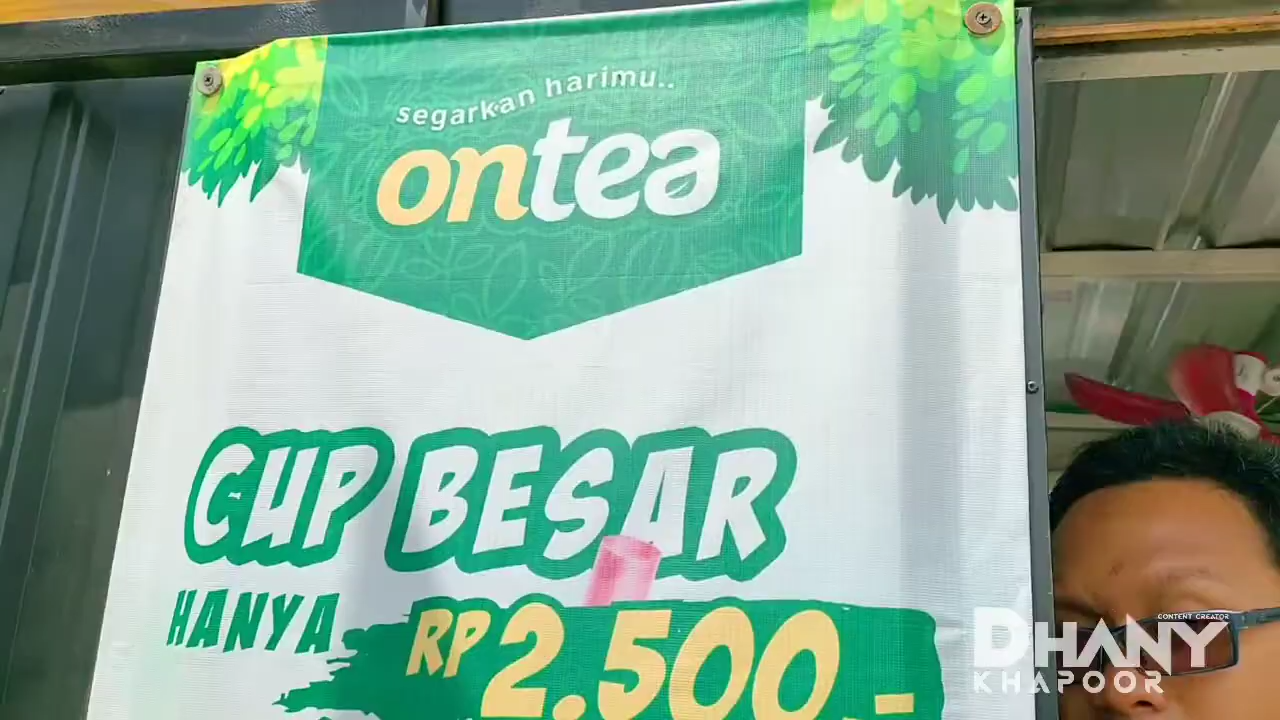 segarkan harimu..
ontea
CUP BESAR
HANYA
RP 2.500,-
CONTENT CREATOR
DHANY
KHAPOOR